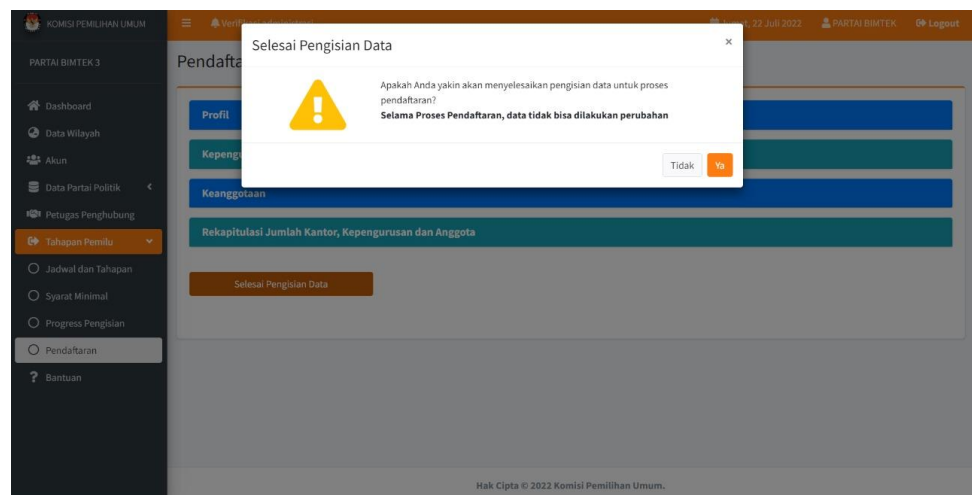 KOMISI PEMILIHAN UMUM
22 Juli 2022 PARTAI BIMTEK Logout
PARTAI BIMTEK 3
Dashboard
Data Wilayah
Akun
Data Partai Politik
Petugas Penghubung
Tahapan Pemilu
Jadwal dan Tahapan
Syarat Minimal
Progress Pengisian
Pendaftaran
Bantuan
Selesai Pengisian Data ×
Apakah Anda yakin akan menyelesaikan pengisian data untuk proses
pendaftaran?
Selama Proses Pendaftaran, data tidak bisa dilakukan perubahan
Tidak Ya
Profil
Keanggotaan
Rekapitulasi Jumlah Kantor, Kepengurusan dan Anggota
Selesai Pengisian Data
Hak Cipta © 2022 Komisi Pemilihan Umum.